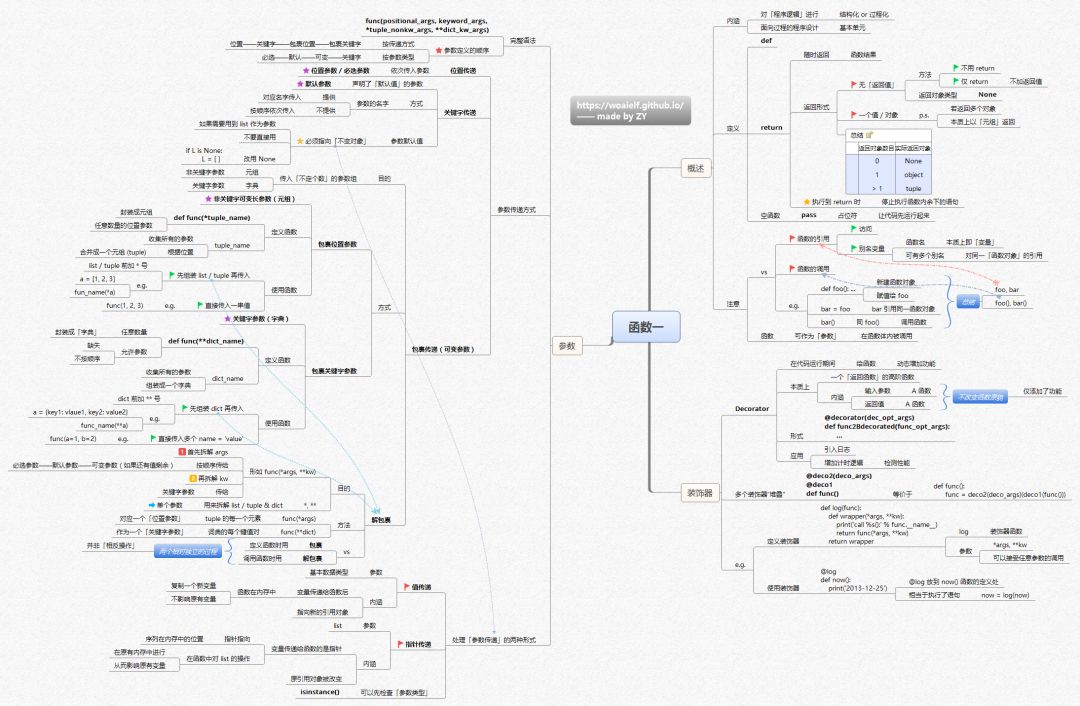 函数一
https://woaielf.github.io/
—— made by ZY
概述
内涵
对「程序逻辑」进行
结构化 or 过程化
面向过程的程序设计
基本单元
定义
def
return
随时返回
函数结果
返回形式
无「返回值」
方法
不用 return
仅 return
不加返回值
返回对象类型
None
一个值 / 对象
p.s.
若返回多个对象
本质上以「元组」返回
总结
返回对象数目 实际返回对象
0 None
1 object
> 1 tuple
执行到 return 时
停止执行函数内余下的语句
空函数
pass
占位符
让代码先运行起来
注意
vs
函数的引用
访问
别名变量
函数名
本质上即「变量」
可有多个别名
对同一「函数对象」的引用
函数的调用
e.g.
def foo(): ...
新建函数对象
赋值给 foo
bar = foo
bar 引用同一函数对象
bar()
同 foo()
调用函数
总结
foo, bar
foo(), bar()
函数
可作为「参数」
在函数体内被调用
装饰器
Decorator
本质上
在代码运行期间
给函数
动态增加功能
一个「返回函数」的高阶函数
内涵
输入参数
A 函数
返回值
A 函数
不改变函数原貌
仅添加了功能
形式
@decorator(dec_opt_args)
def func2Bdecorated(func_opt_args):
...
应用
引入日志
增加计时逻辑
检测性能
多个装饰器"堆叠"
@deco2(deco_args)
@deco1
def func()
等价于
def func():
func = deco2(deco_args)(deco1(func()))
e.g.
定义装饰器
def log(func):
def wrapper(*args, **kw):
print('call %s()' % func.__name__)
return func(*args, **kw)
return wrapper
log
装饰器函数
参数
*args, **kw
可以接受任意参数的调用
使用装饰器
@log
def now():
print('2013-12-25')
@log 放到 now() 函数的定义处
相当于执行了语句
now = log(now)
参数
完整语法
func(positional_args, keyword_args,
*tuple_nonkw_args, **dict_kw_args)
参数定义的顺序
按传递方式
位置——关键字——包裹位置——包裹关键字
按参数类型
必选——默认——可变——关键字
参数传递方式
位置传递
位置参数 / 必选参数
依次传入参数
关键字传递
默认参数
声明了「默认值」的参数
方式
参数的名字
提供
对应名字传入
不提供
按顺序依次传入
参数默认值
必须指向「不变对象」
如果需要用到 list 作为参数
不要直接用
改用 None
if L is None:
L = [ ]
包裹传递（可变参数）
目的
传入「不定个数」的参数组
元组
非关键字参数
字典
关键字参数
方式
包裹位置参数
非关键字可变长参数（元组）
定义函数
def func(*tuple_name)
封装成元组
任意数量的位置参数
tuple_name
收集所有的参数
根据位置
合并成一个元组 (tuple)
使用函数
先组装 list / tuple 再传入
list / tuple 前加 * 号
e.g.
a = [1, 2, 3]
fun_name(*a)
直接传入一串值
e.g.
func(1, 2, 3)
包裹关键字参数
关键字参数（字典）
定义函数
def func(**dict_name)
任意数量
封装成「字典」
允许参数
缺失
不按顺序
dict_name
收集所有的参数
组装成一个字典
使用函数
先组装 dict 再传入
dict 前加 ** 号
e.g.
a = {key1: vlaue1, key2: value2}
func_name(**a)
直接传入多个 name = 'value'
e.g.
func(a=1, b=2)
解包裹
目的
形如 func(*args, **kw)
1 首先拆解 args
按顺序传给
必选参数——默认参数——可变参数（如果还有值剩余）
2 再拆解 kw
传给
关键字参数
*, **
用来拆解 list / tuple & dict
单个参数
方法
func(*args)
tuple 的每一个元素
对应一个「位置参数」
func(**dict)
词典的每个键值对
作为一个「关键字参数」
vs
包裹
定义函数时用
解包裹
调用函数时用
两个相对独立的过程
并非「相反操作」
处理「参数传递」的两种形式
值传递
参数
基本数据类型
内涵
变量传递给函数后
函数在内存中
复制一个新变量
不影响原有变量
指向新的引用对象
指针传递
参数
list
内涵
变量传递给函数的是指针
指针指向
序列在内存中的位置
在函数中对 list 的操作
在原有内存中进行
从而影响原有变量
原引用对象被改变
可以先检查「参数类型」
isinstance()